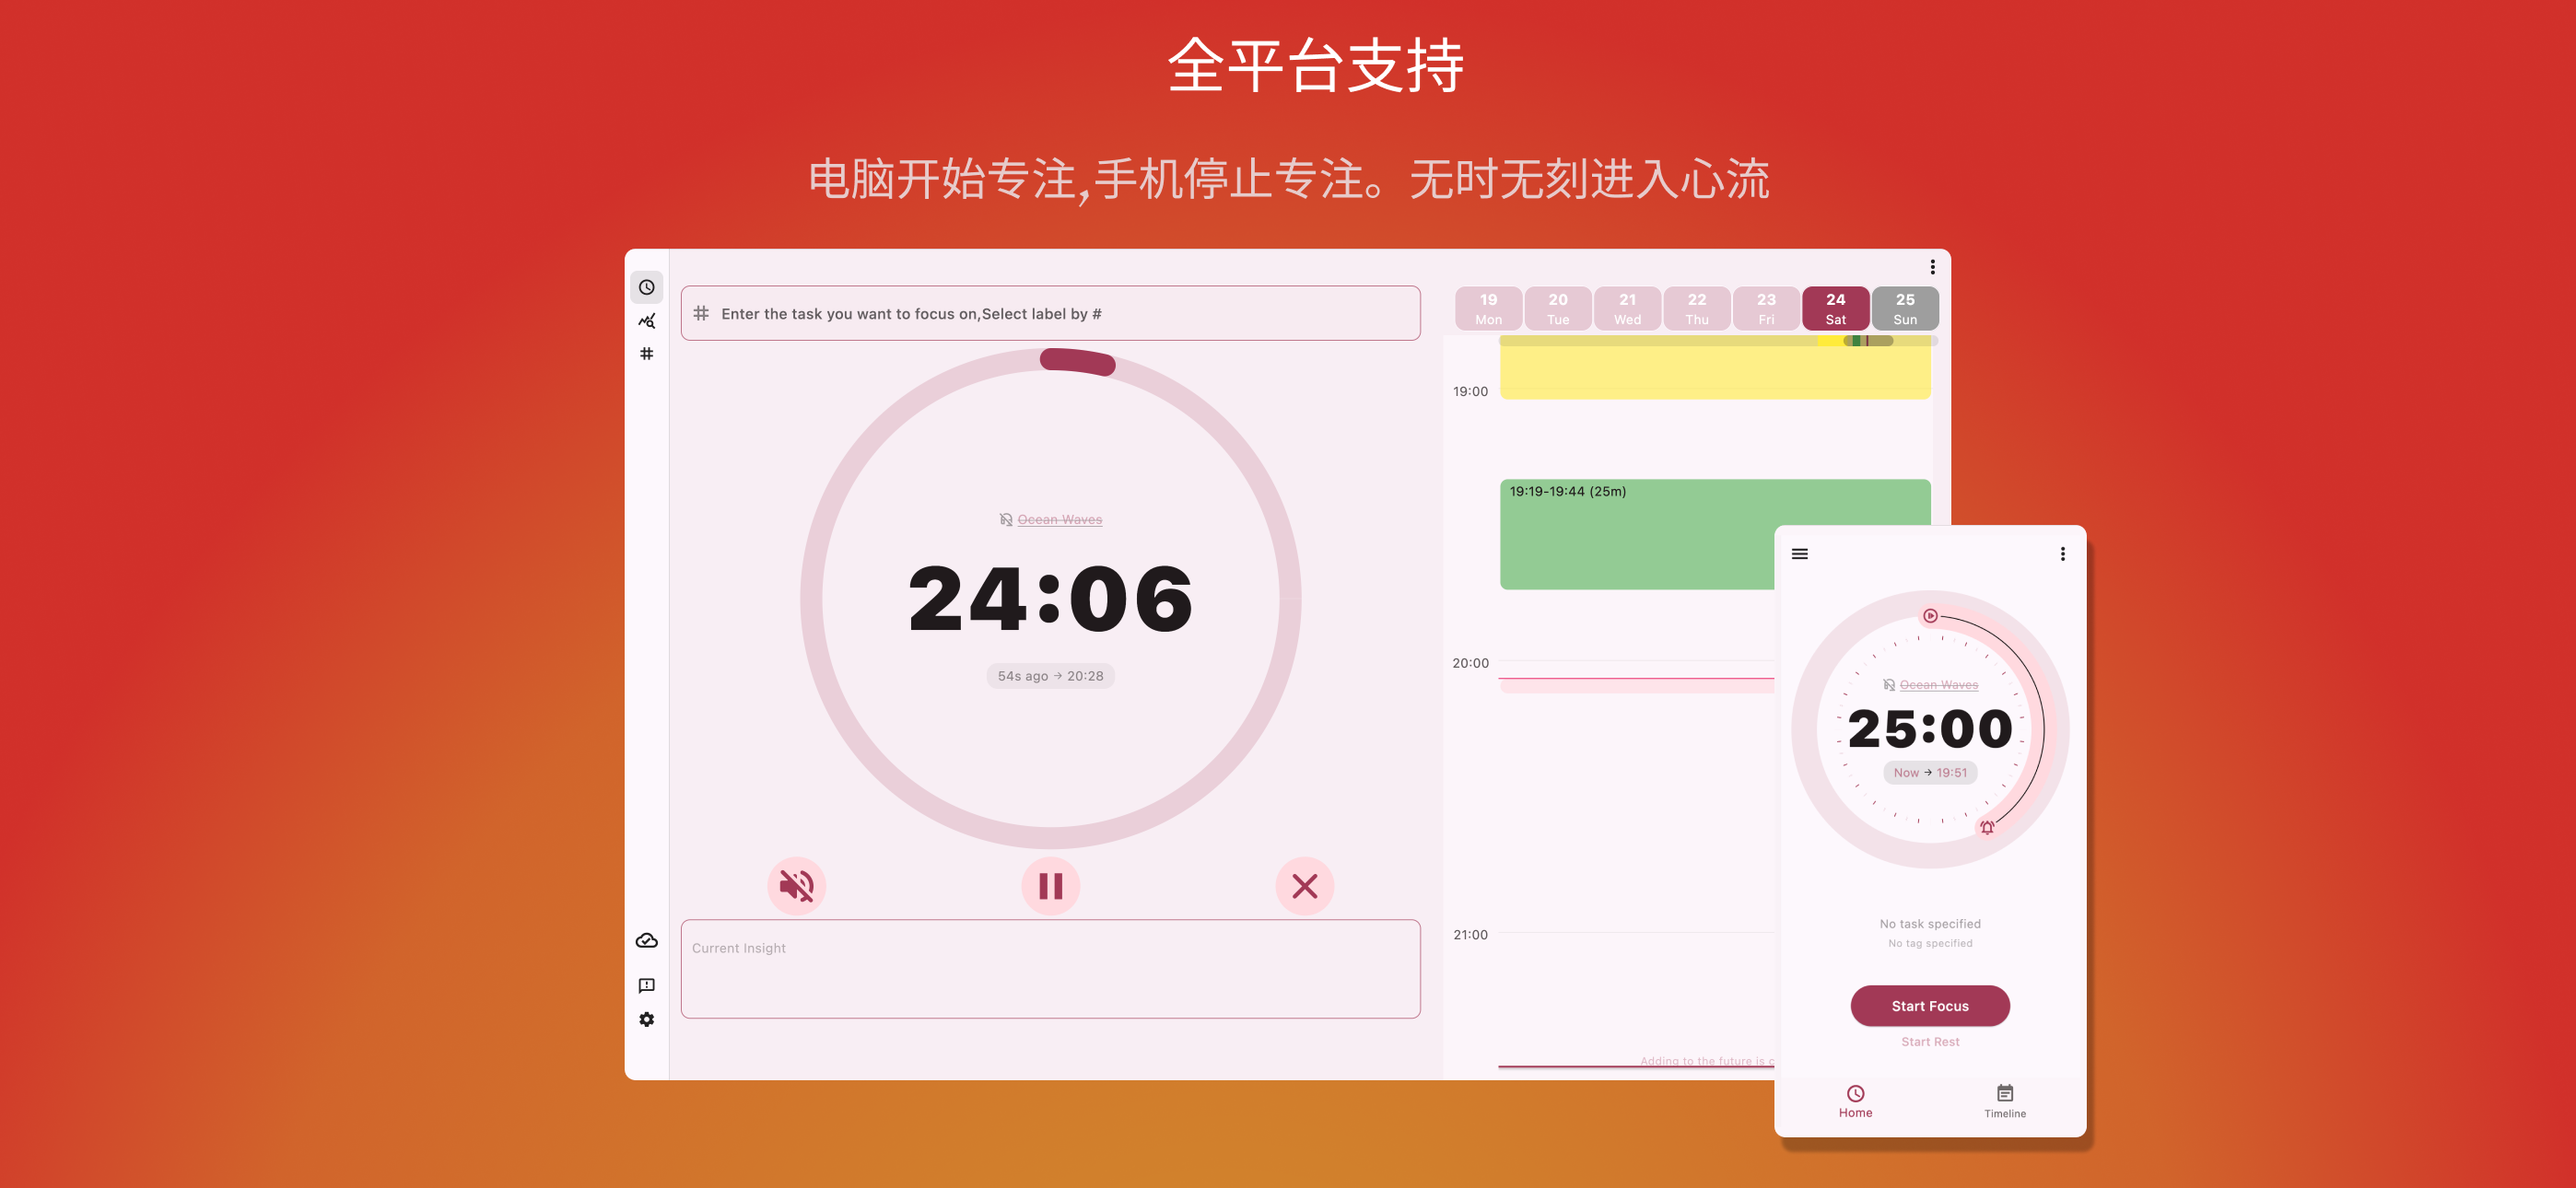 全平台支持
电脑开始专注,手机停止专注。无时无刻进入心流
# Enter the task you want to focus on,Select label by #
19 20 21 22 23 24 25
Mon Tue Wed Thu Fri Sat Sun
19:00
19:19-19:44 (25m)
Ocean Waves
24:06
54s ago → 20:28
20:00
21:00
Current Insight
Adding to the future is c
Ocean Waves
25:00
Now → 19:51
No task specified
No tag specified
Start Focus
Start Rest
Home
Timeline